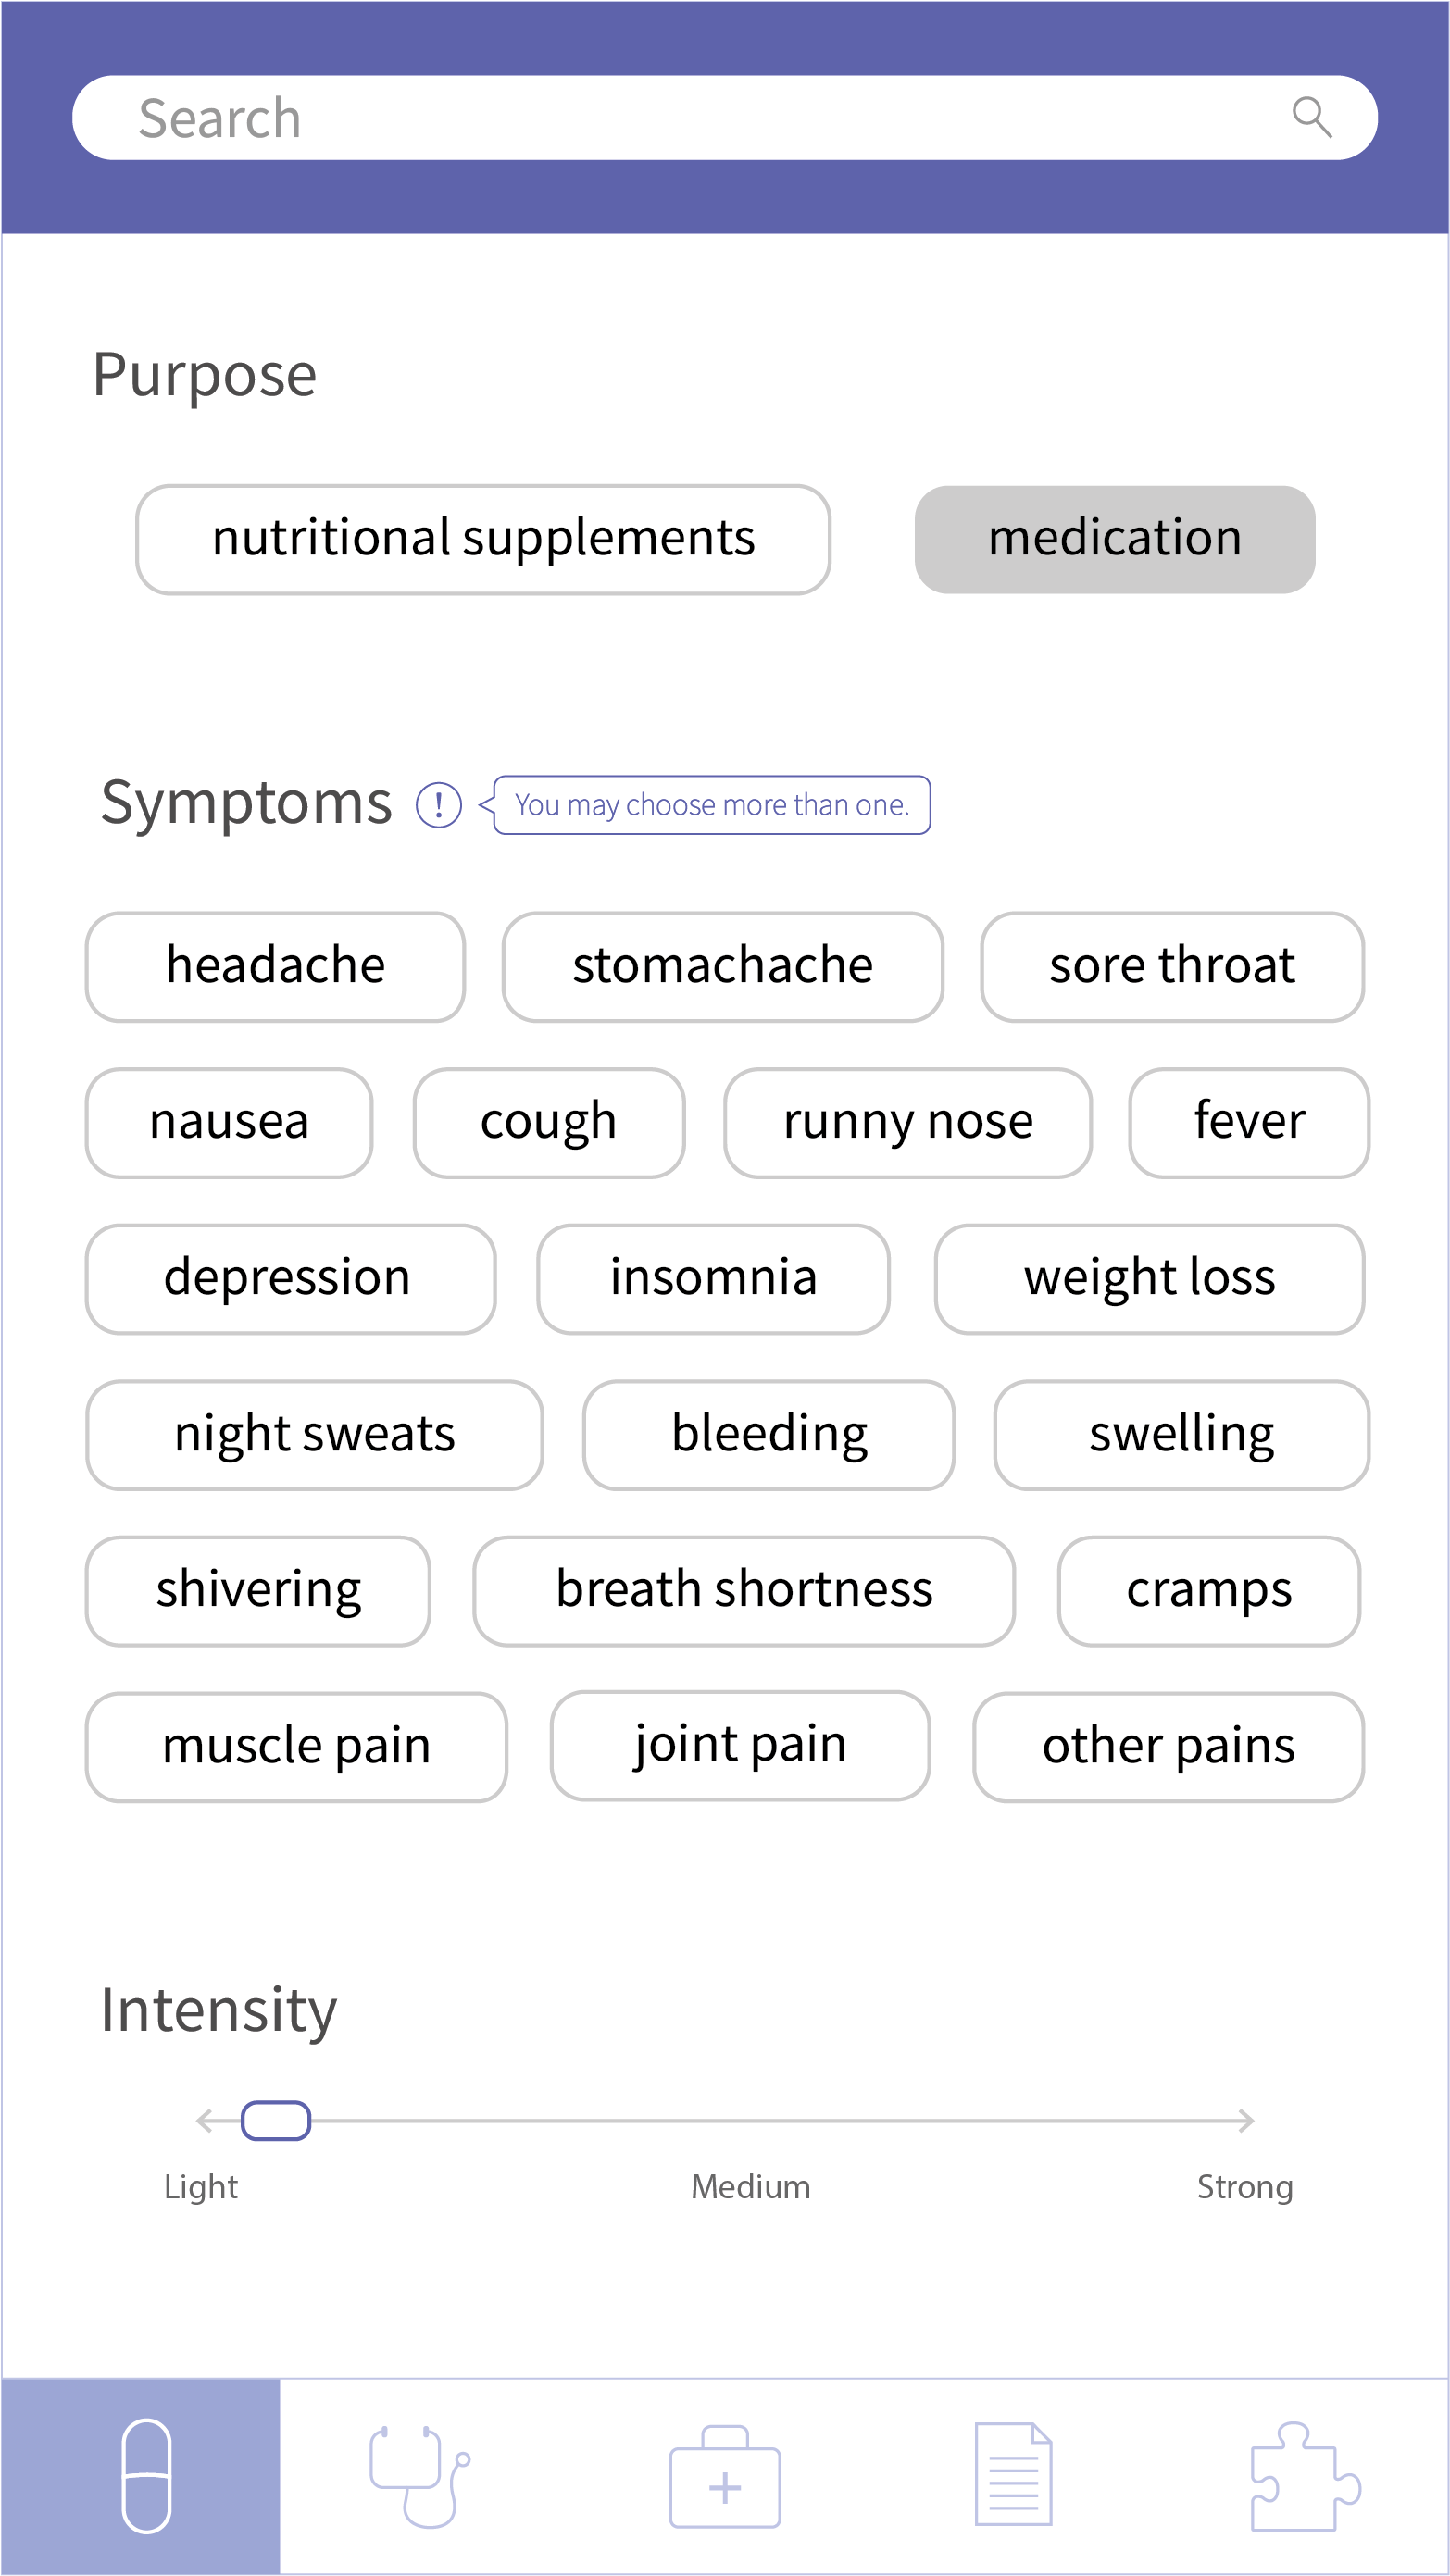 Search
Purpose
nutritional supplements medication
Symptoms ! You may choose more than one.
headache stomachache sore throat
nausea cough runny nose fever
depression insomnia weight loss
night sweats bleeding swelling
shivering breath shortness cramps
muscle pain joint pain other pains
Intensity
Light Medium Strong